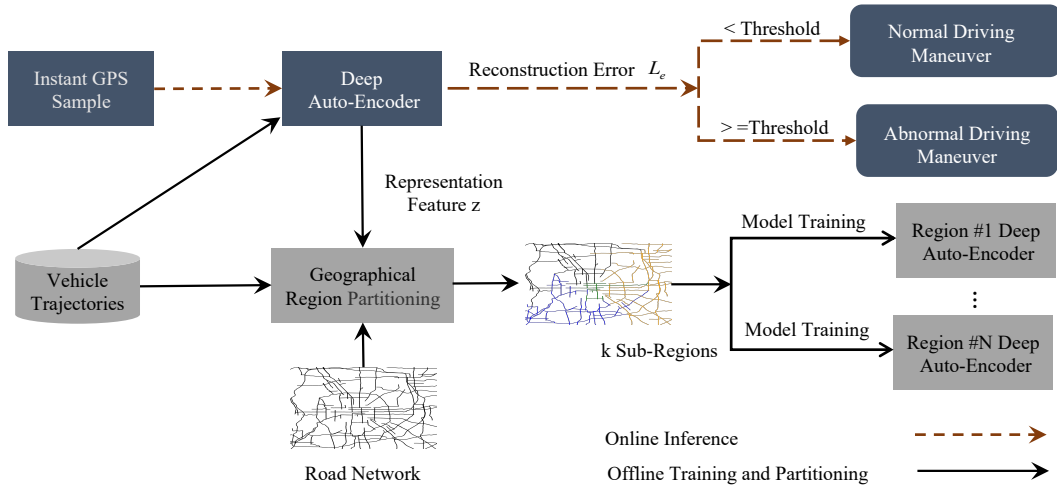 Instant GPS
Sample
Deep
Auto-Encoder
Reconstruction Error Lₑ
< Threshold
Normal Driving
Maneuver
> =Threshold
Abnormal Driving
Maneuver
Representation
Feature z
Vehicle
Trajectories
Geographical
Region Partitioning
k Sub-Regions
Model Training
Region #1 Deep
Auto-Encoder
...
Model Training
Region #N Deep
Auto-Encoder
Road Network
Online Inference
Offline Training and Partitioning